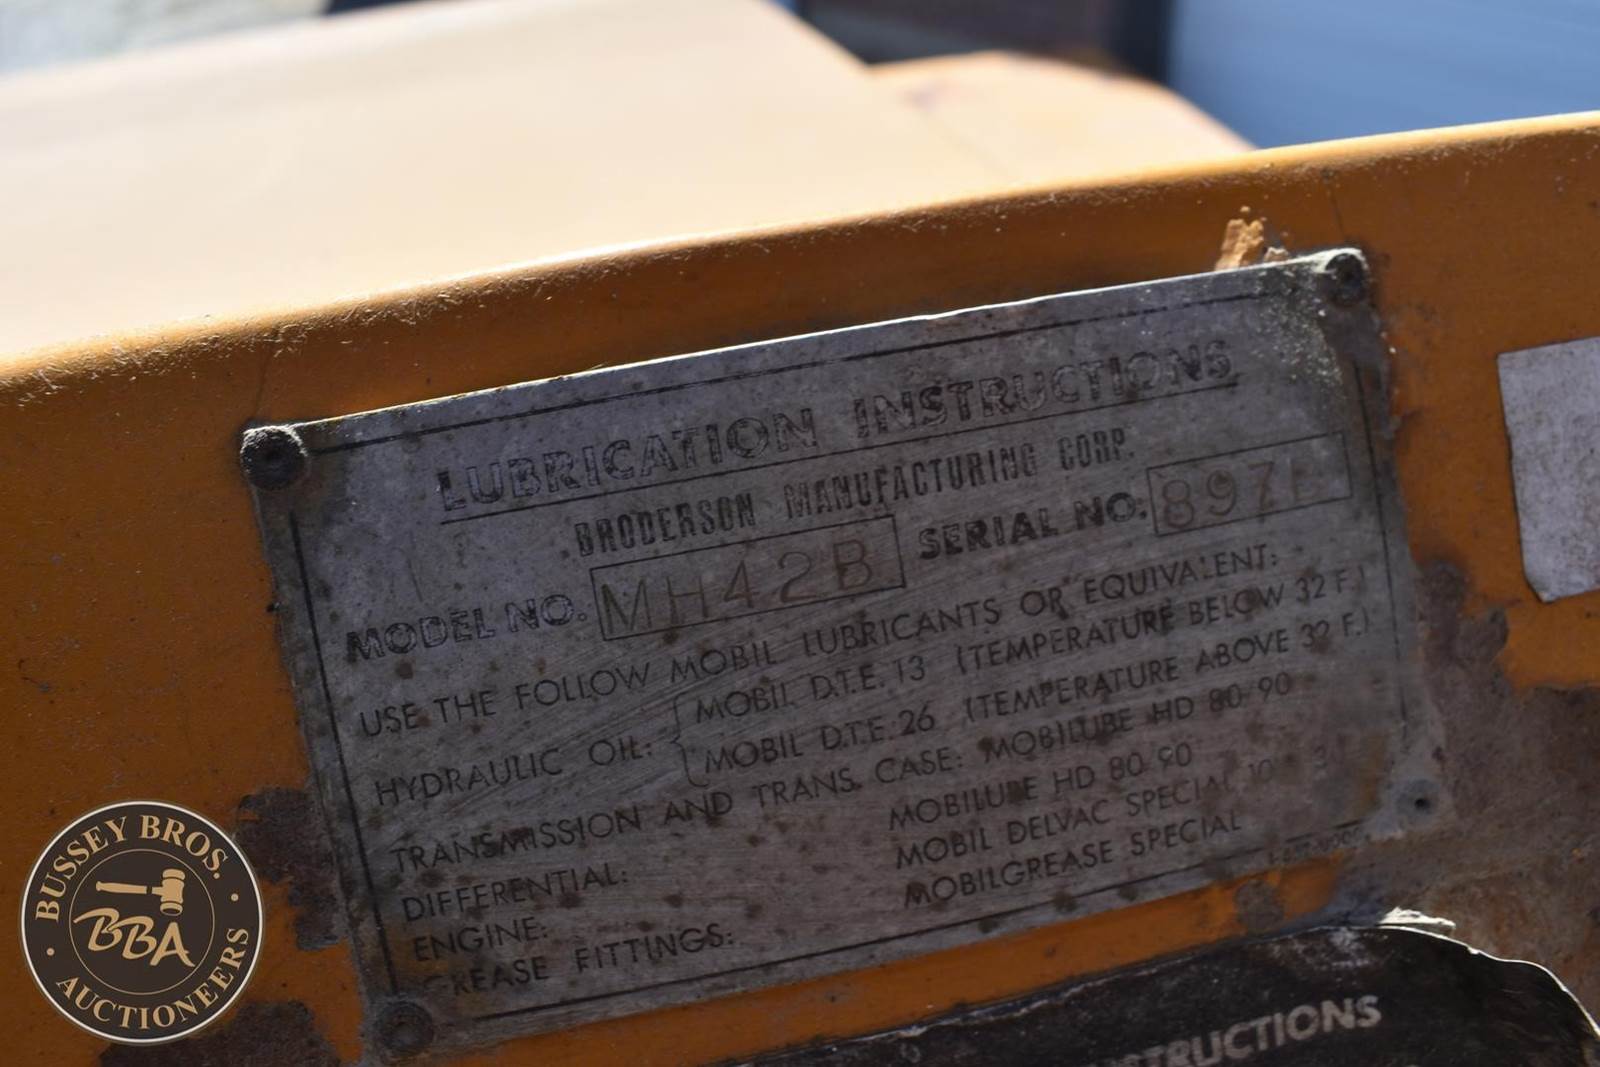 LUBRICATION INSTRUCTIONS
BRODERSON MANUFACTURING CORP.
MODEL NO. MH42B SERIAL NO: 897
USE THE FOLLOW MOBIL LUBRICANTS OR EQUIVALENT:
HYDRAULIC OIL: { MOBIL D.T.E. 13 (TEMPERATURE BELOW 32 F.)
MOBIL D.T.E. 26 (TEMPERATURE ABOVE 32 F.)
TRANSMISSION AND TRANS. CASE: MOBILUBE HD 80-90
DIFFERENTIAL: MOBILUBE HD 80-90
ENGINE: MOBIL DELVAC SPECIAL
GREASE FITTINGS: MOBILGREASE SPECIAL
BUSSEY BROS.
BBA
AUCTIONEERS